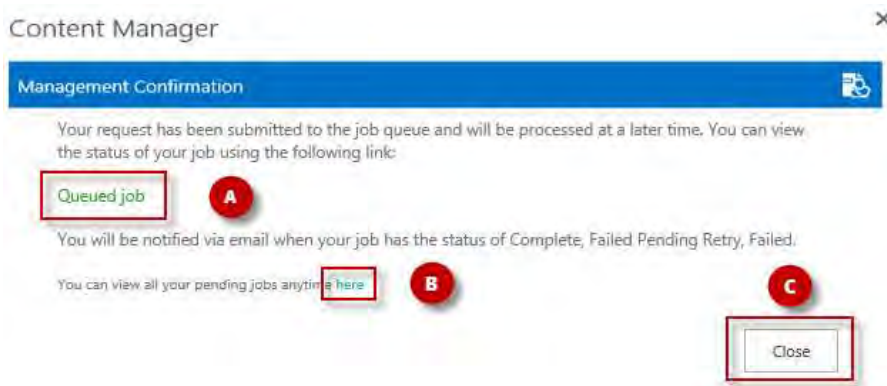 Content Manager
Management Confirmation
Your request has been submitted to the job queue and will be processed at a later time. You can view
the status of your job using the following link:
Queued job
A
You will be notified via email when your job has the status of Complete, Failed Pending Retry, Failed.
You can view all your pending jobs anytime here
B
C
Close